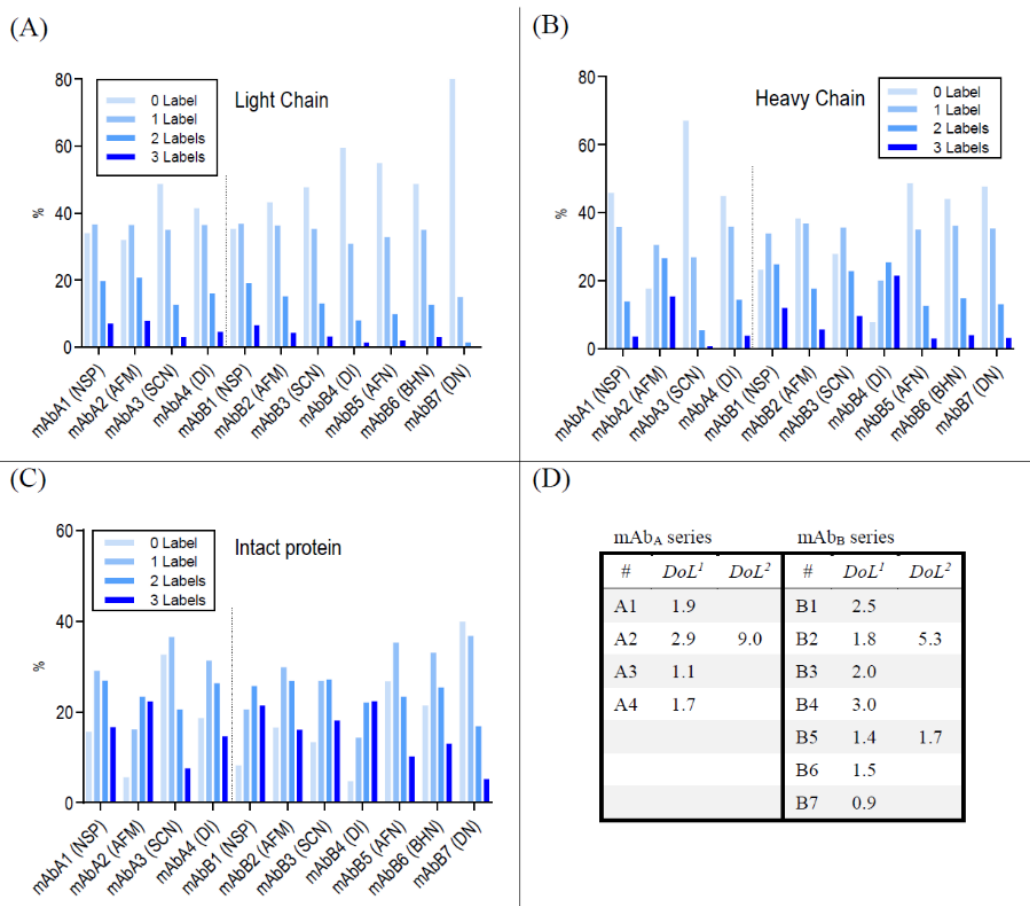 (A)
80
60
40
20
0
%
0 Label
1 Label
2 Labels
3 Labels
Light Chain
mAbA1 (NSP)
mAbA2 (AFM)
mAbA3 (SCN)
mAbA4 (DI)
mAbB1 (NSP)
mAbB2 (AFM)
mAbB3 (SCN)
mAbB4 (DI)
mAbB5 (AFN)
mAbB6 (BHN)
mAbB7 (DN)
(B)
80
60
40
20
0
%
Heavy Chain
0 Label
1 Label
2 Labels
3 Labels
mAbA1 (NSP)
mAbA2 (AFM)
mAbA3 (SCN)
mAbA4 (DI)
mAbB1 (NSP)
mAbB2 (AFM)
mAbB3 (SCN)
mAbB4 (DI)
mAbB5 (AFN)
mAbB6 (BHN)
mAbB7 (DN)
(C)
60
40
20
0
%
0 Label
1 Label
2 Labels
3 Labels
Intact protein
mAbA1 (NSP)
mAbA2 (AFM)
mAbA3 (SCN)
mAbA4 (DI)
mAbB1 (NSP)
mAbB2 (AFM)
mAbB3 (SCN)
mAbB4 (DI)
mAbB5 (AFN)
mAbB6 (BHN)
mAbB7 (DN)
(D)
mAbA series mAbB series
# DoL1 DoL2 # DoL1 DoL2
A1 1.9 B1 2.5
A2 2.9 9.0 B2 1.8 5.3
A3 1.1 B3 2.0
A4 1.7 B4 3.0
B5 1.4 1.7
B6 1.5
B7 0.9